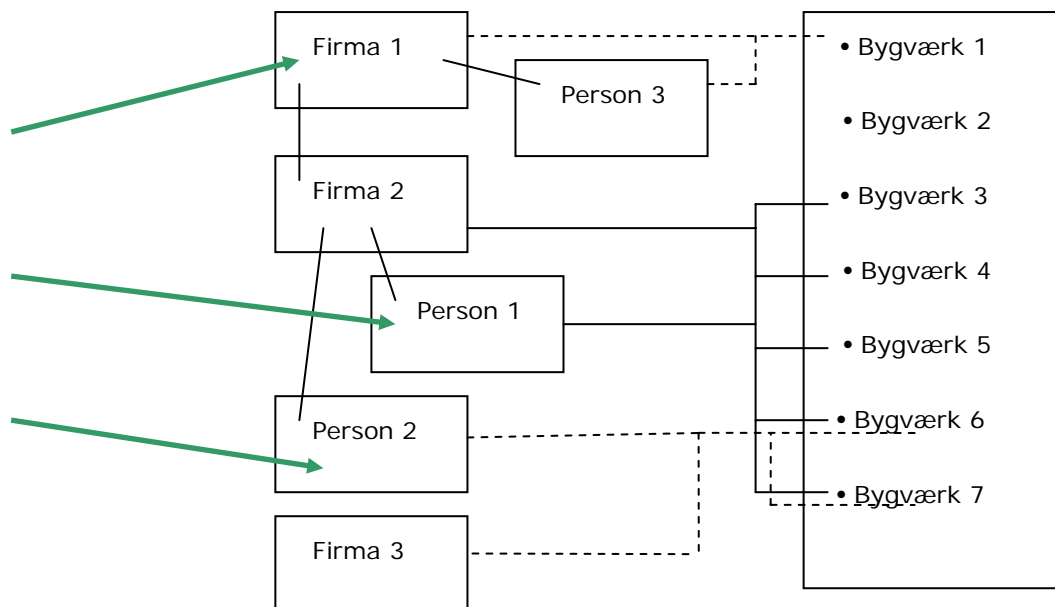 Firma 1
Person 3
Firma 2
Person 1
Person 2
Firma 3
• Bygværk 1
• Bygværk 2
• Bygværk 3
• Bygværk 4
• Bygværk 5
• Bygværk 6
• Bygværk 7